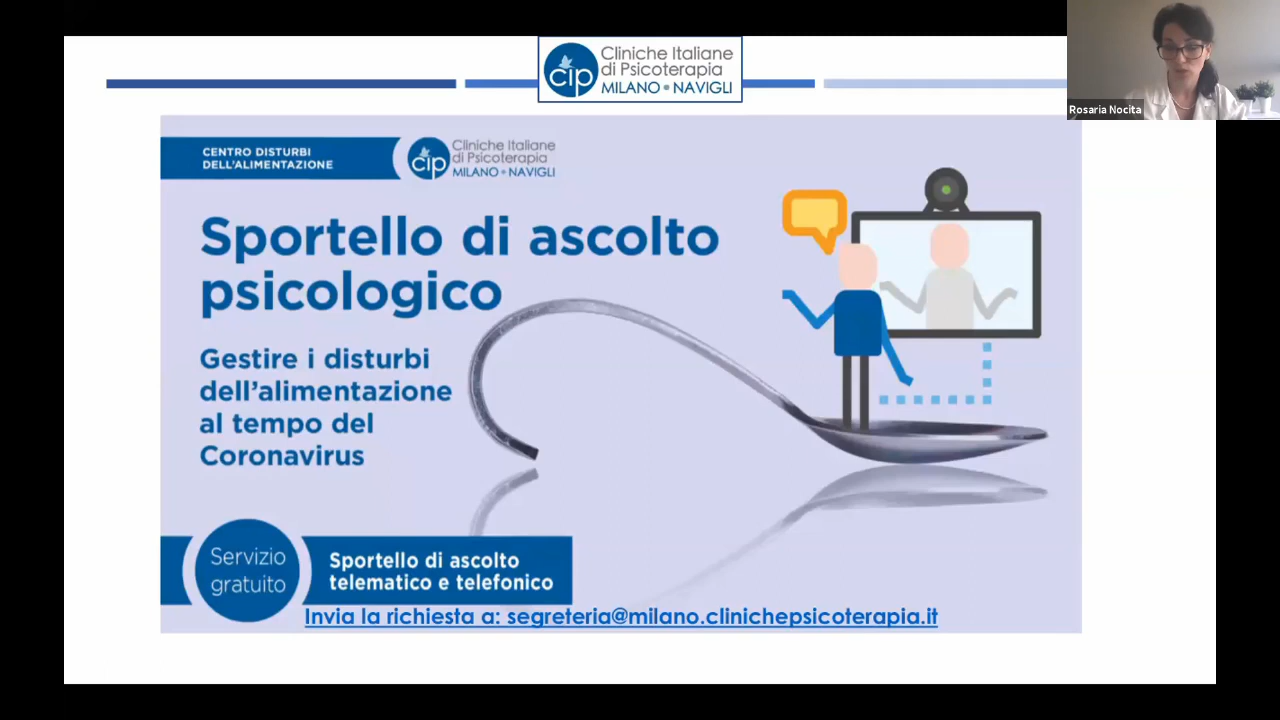 cip
Cliniche Italiane
di Psicoterapia
MILANO • NAVIGLI
Rosaria Nocita
CENTRO DISTURBI
DELL'ALIMENTAZIONE
cip
Cliniche Italiane
di Psicoterapia
MILANO • NAVIGLI
Sportello di ascolto
psicologico
Gestire i disturbi
dell'alimentazione
al tempo del
Coronavirus
Servizio
gratuito
Sportello di ascolto
telematico e telefonico
Invia la richiesta a: segreteria@milano.clinichepsicoterapia.it